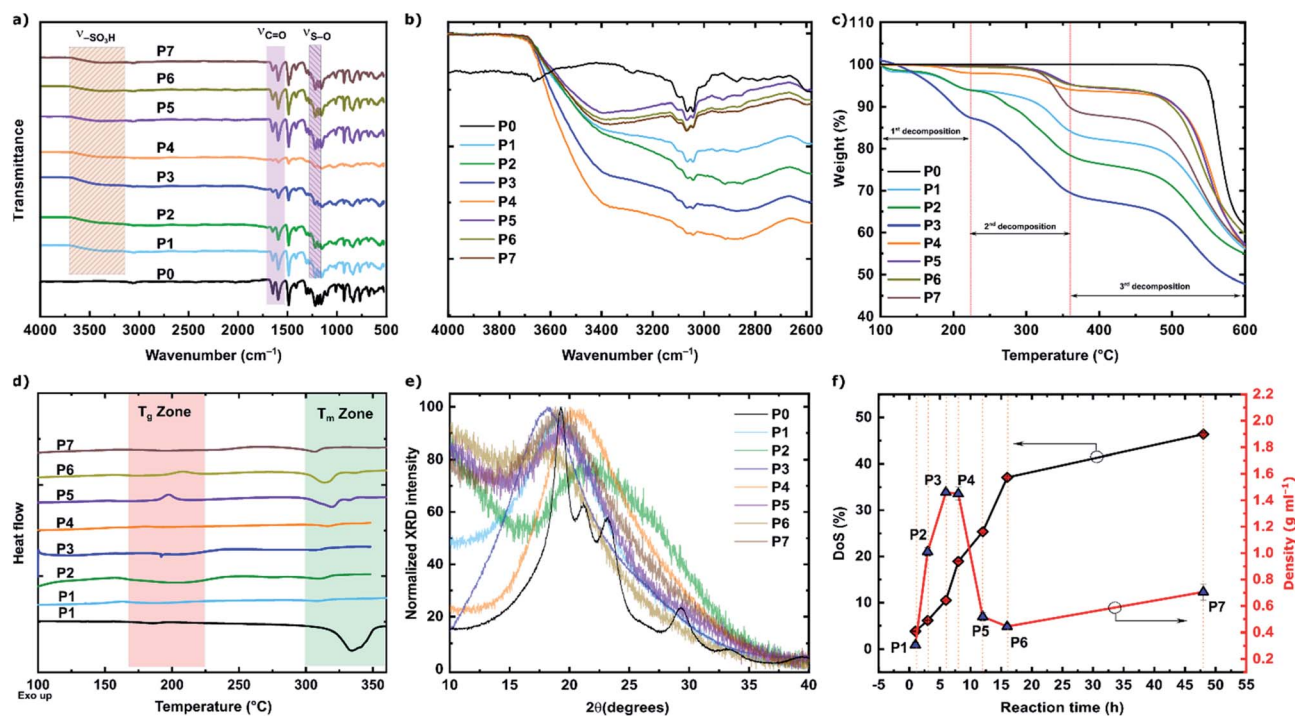 a)
ν–SO₃H
νC=O
νS–O
P7
P6
P5
P4
P3
P2
P1
P0
Transmittance
4000 3500 3000 2500 2000 1500 1000 500
Wavenumber (cm⁻¹)
b)
P0
P1
P2
P3
P4
P5
P6
P7
4000 3800 3600 3400 3200 3000 2800 2600
Wavenumber (cm⁻¹)
c)
110
100
90
80
70
60
50
40
Weight (%)
1ˢᵗ decomposition
2ⁿᵈ decomposition
3ʳᵈ decomposition
P0
P1
P2
P3
P4
P5
P6
P7
100 200 300 400 500 600
Temperature (°C)
d)
Tg Zone
Tm Zone
P7
P6
P5
P4
P3
P2
P1
P1
Heat flow
100 150 200 250 300 350
Exo up
Temperature (°C)
e)
100
80
60
40
20
0
Normalized XRD intensity
P0
P1
P2
P3
P4
P5
P6
P7
10 15 20 25 30 35 40
2θ(degrees)
f)
50
40
30
20
10
0
DoS (%)
P1
P2
P3
P4
P5
P6
P7
2.2
2.0
1.8
1.6
1.4
1.2
1.0
0.8
0.6
0.4
0.2
Density (g ml⁻¹)
-5 0 5 10 15 20 25 30 35 40 45 50 55
Reaction time (h)